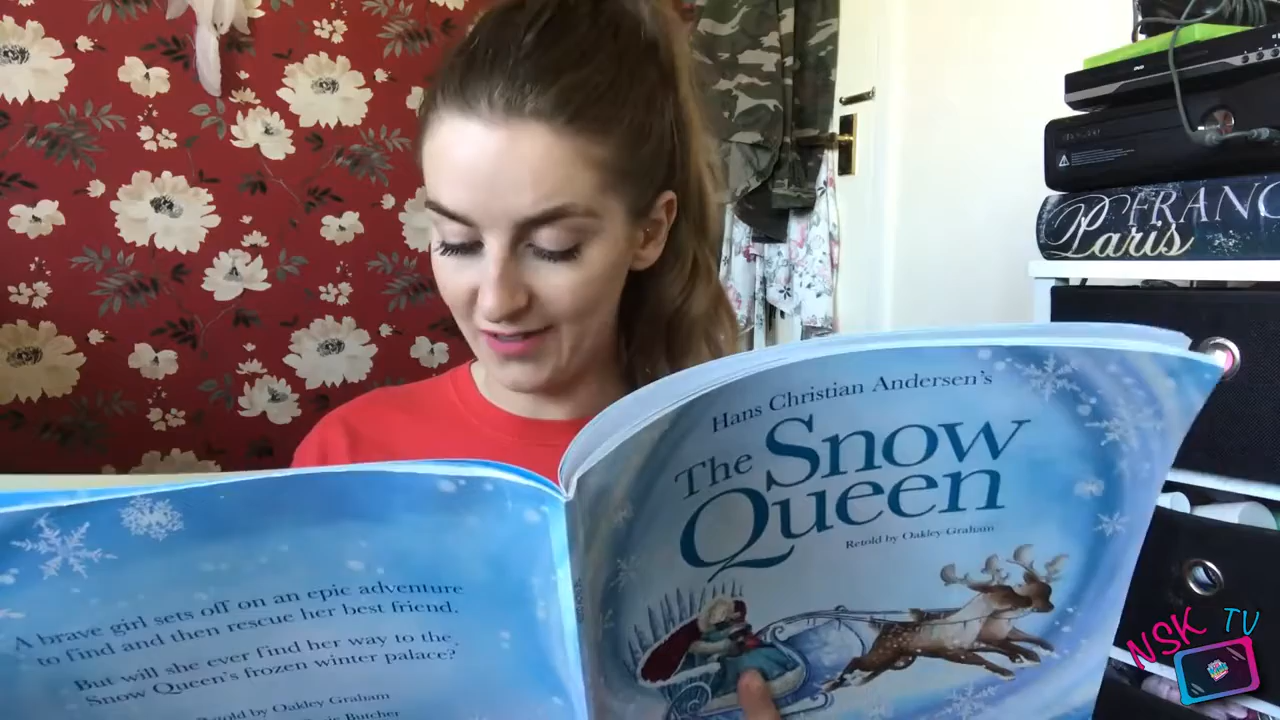 FRANC
Paris
Hans Christian Andersen's
The Snow
Queen
Retold by Oakley Graham
A brave girl sets off on an epic adventure
to find and then rescue her best friend.
But will she ever find her way to the
Snow Queen's frozen winter palace?
Retold by Oakley Graham
Butcher
NSK TV